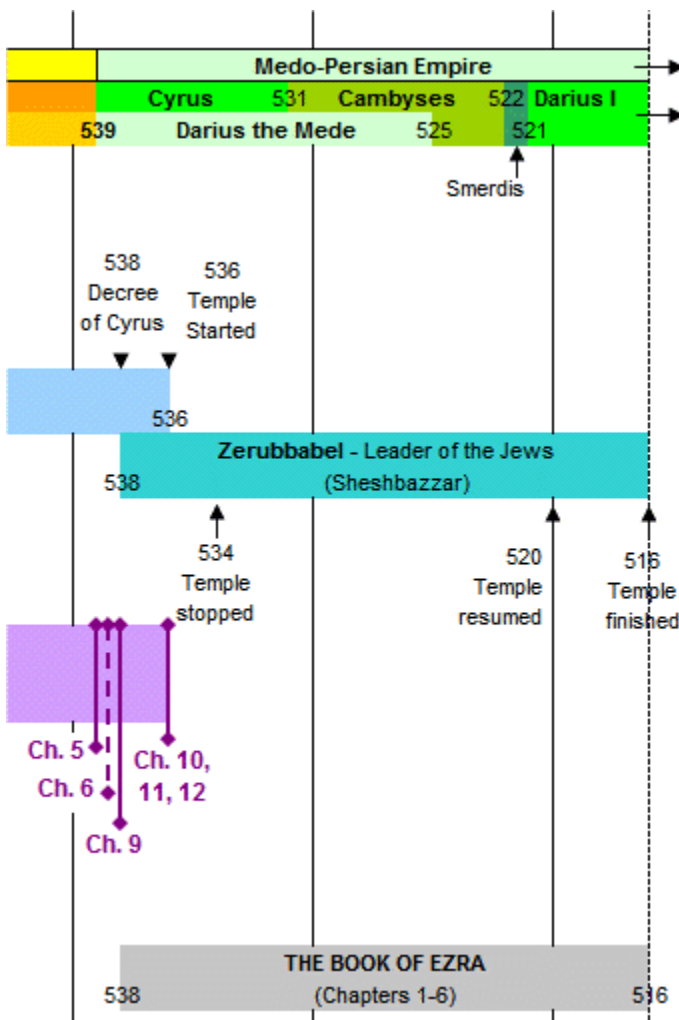 Medo-Persian Empire
Cyrus 531 Cambyses 522 Darius I
539 Darius the Mede 525 521
Smerdis
538
Decree
of Cyrus
536
Temple
Started
536
Zerubbabel - Leader of the Jews
538 (Sheshbazzar)
534
Temple
stopped
520
Temple
resumed
516
Temple
finished
Ch. 5
Ch. 6
Ch. 9
Ch. 10,
11, 12
THE BOOK OF EZRA
538 (Chapters 1-6) 516